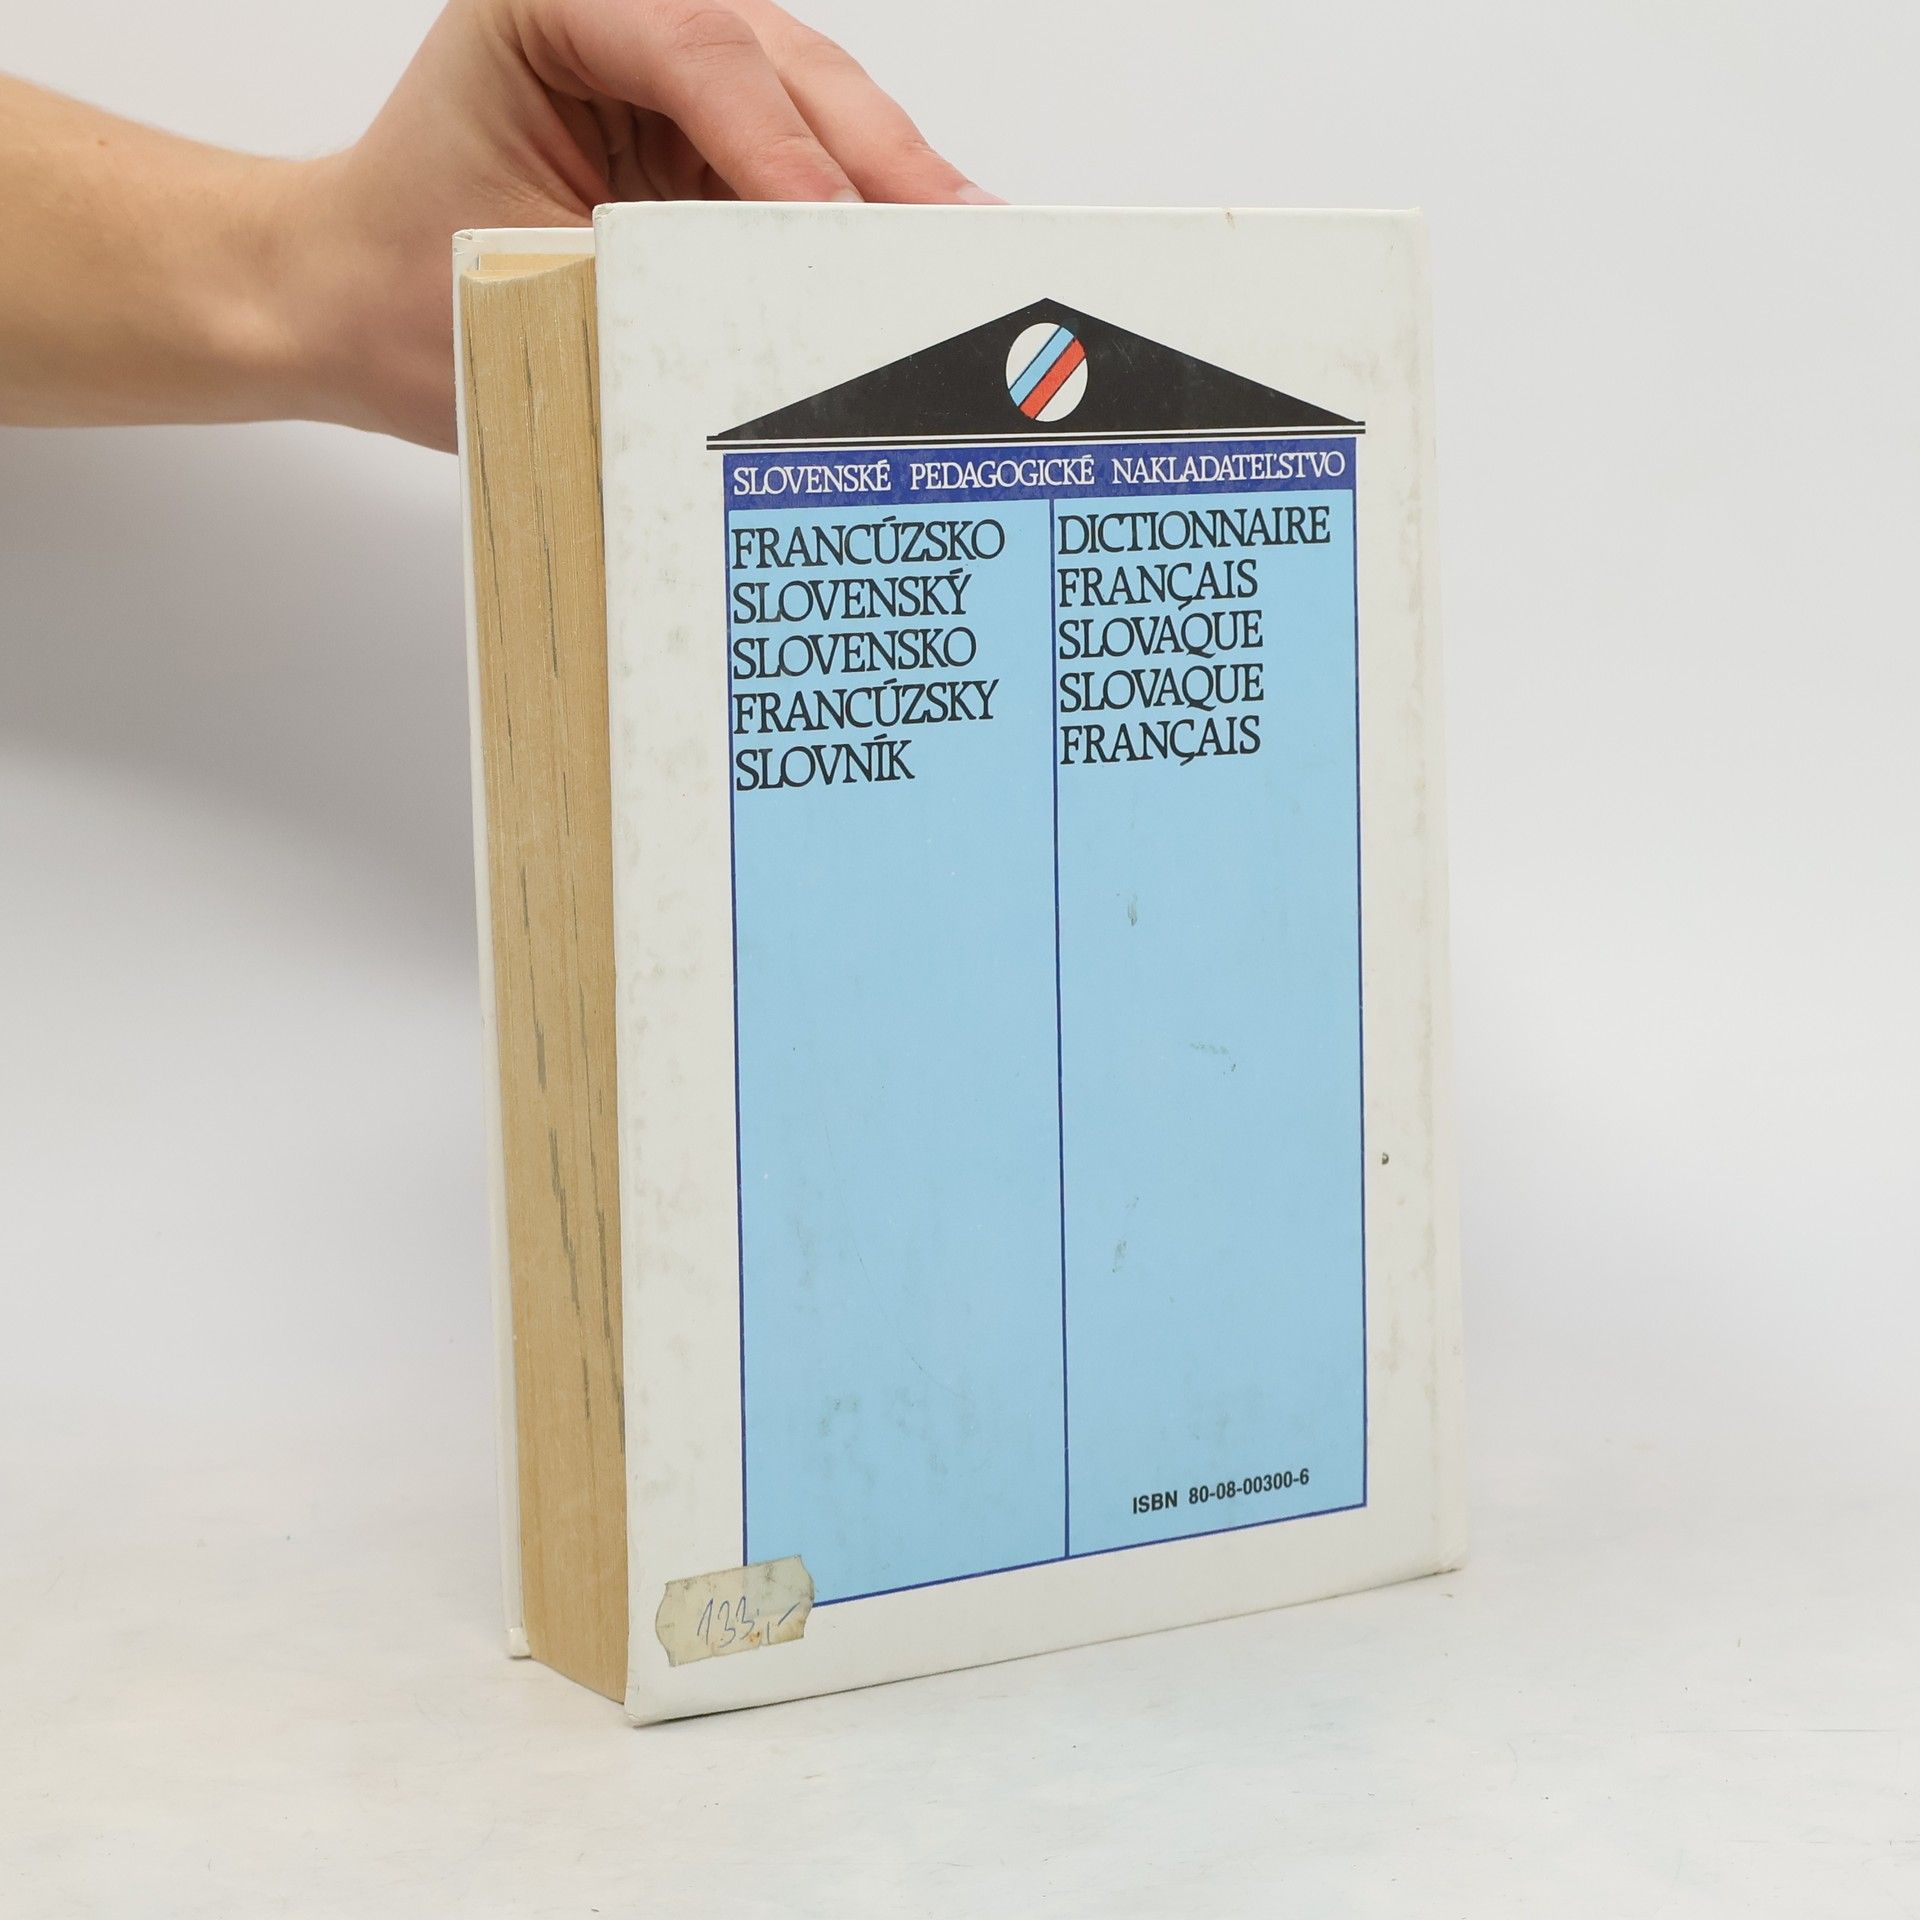 SLOVENSKÉ PEDAGOGICKÉ NAKLADATEĽSTVO
FRANCÚZSKO
SLOVENSKÝ
SLOVENSKO
FRANCÚZSKY
SLOVNÍK
DICTIONNAIRE
FRANÇAIS
SLOVAQUE
SLOVAQUE
FRANÇAIS
ISBN 80-08-00300-6
133,-